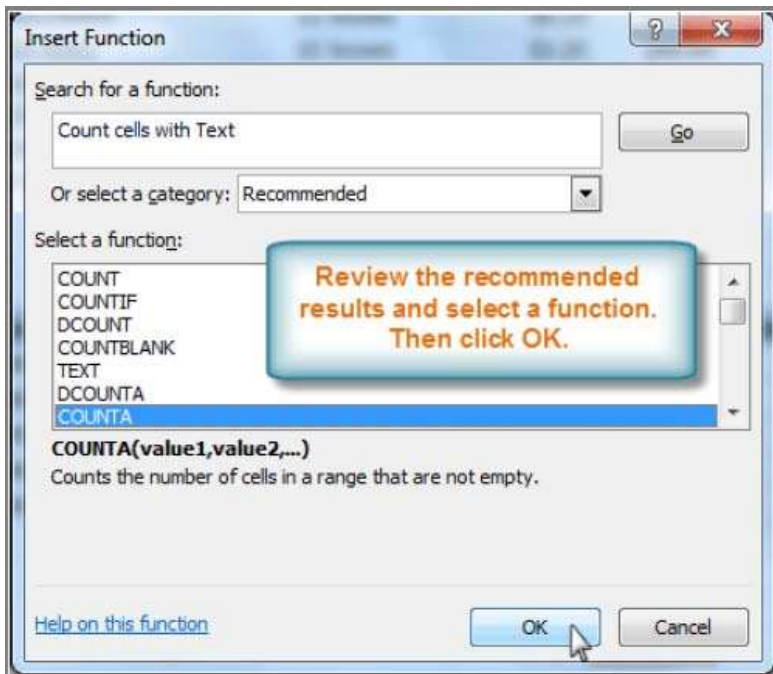 Insert Function
Search for a function:
Count cells with Text
Go
Or select a category: Recommended
Select a function:
COUNT
COUNTIF
DCOUNT
COUNTBLANK
TEXT
DCOUNTA
COUNTA
Review the recommended
results and select a function.
Then click OK.
COUNTA(value1,value2,...)
Counts the number of cells in a range that are not empty.
Help on this function
OK
Cancel